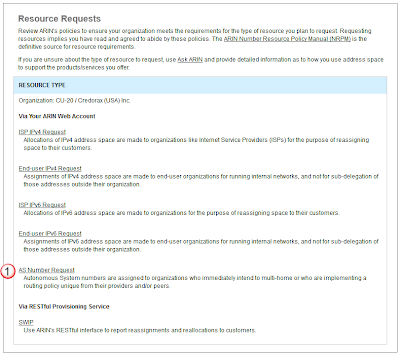 Resource Requests
Review ARIN's policies to ensure your organization meets the requirements for the type of resource you plan to request. Requesting
resources implies you have read and agreed to abide by these policies. The ARIN Number Resource Policy Manual (NRPM) is
the definitive source for resource requirements.
If you are unsure about the type of resource to request, use Ask ARIN and provide detailed information as to how you use address space
to support the products/services you offer.
RESOURCE TYPE
Organization: CU-20 / Credorax (USA) Inc.
Via Your ARIN Web Account
ISP IPv4 Request
Allocations of IPv4 address space are made to organizations like Internet Service Providers (ISPs) for the purpose of reassigning
space to their customers.
End-user IPv4 Request
Assignments of IPv4 address space are made to end-user organizations for running internal networks, and not for sub-delegation of
those addresses outside their organization.
ISP IPv6 Request
Allocations of IPv6 address space are made to organizations for the purpose of reassigning space to their customers.
End-user IPv6 Request
Assignments of IPv6 address space are made to end-user organizations for running internal networks, and not for sub-delegation of
those addresses outside their organization.
1 AS Number Request
Autonomous System numbers are assigned to organizations who immediately intend to multi-home or who are implementing a
routing policy unique from their providers and/or peers.
Via RESTful Provisioning Service
SWIP
Use ARIN's RESTful interface to report reassignments and reallocations to customers.